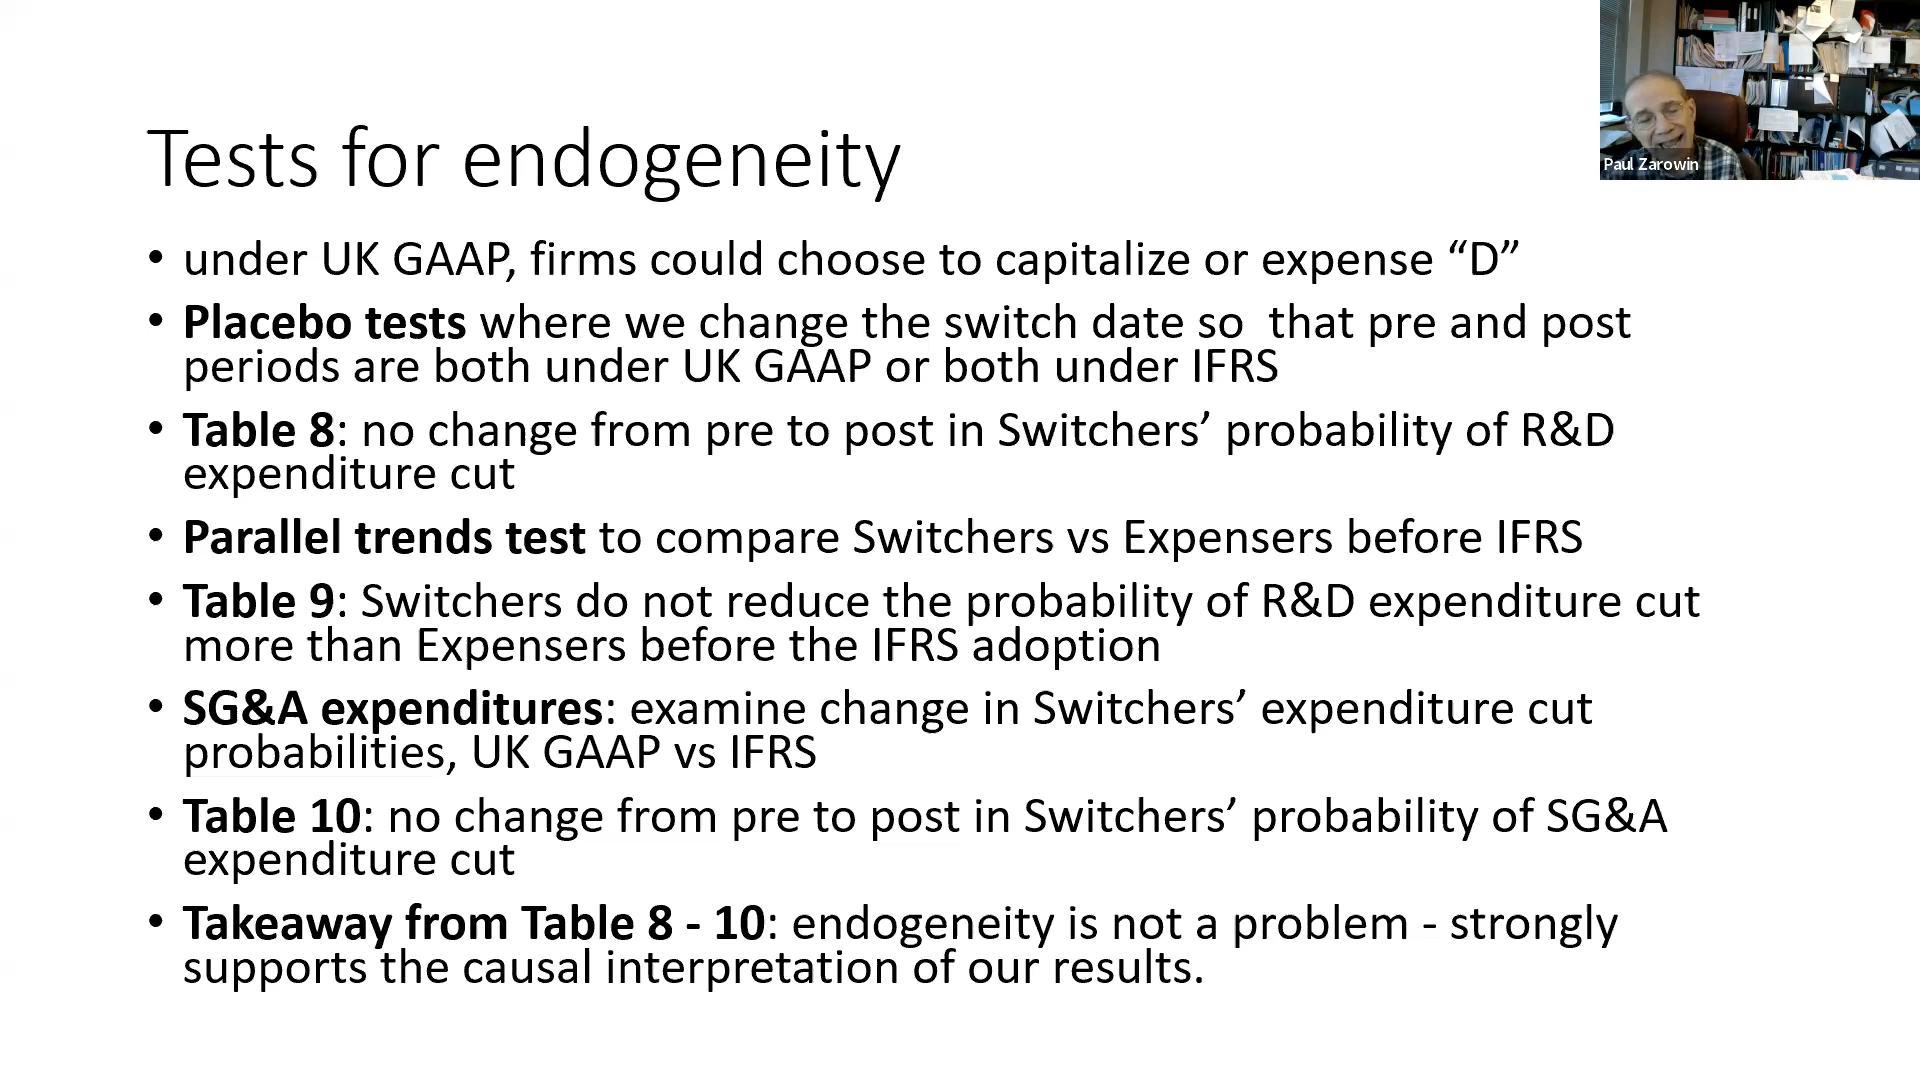 Tests for endogeneity
Paul Zarowin
• under UK GAAP, firms could choose to capitalize or expense “D”
• Placebo tests where we change the switch date so  that pre and post
periods are both under UK GAAP or both under IFRS
• Table 8: no change from pre to post in Switchers’ probability of R&D
expenditure cut
• Parallel trends test to compare Switchers vs Expensers before IFRS
• Table 9: Switchers do not reduce the probability of R&D expenditure cut
more than Expensers before the IFRS adoption
• SG&A expenditures: examine change in Switchers’ expenditure cut
probabilities, UK GAAP vs IFRS
• Table 10: no change from pre to post in Switchers’ probability of SG&A
expenditure cut
• Takeaway from Table 8 - 10: endogeneity is not a problem - strongly
supports the causal interpretation of our results.